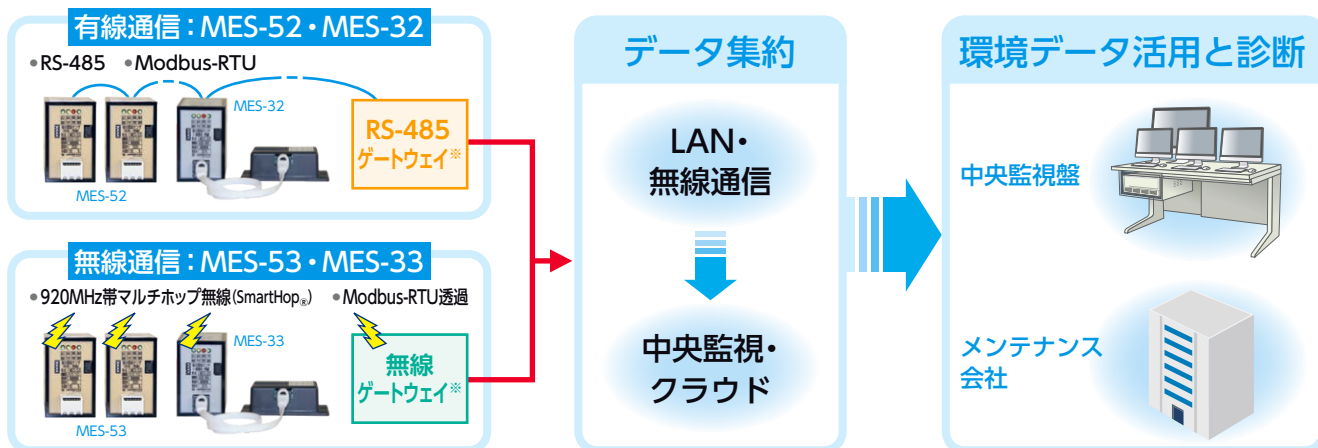 有線通信：MES-52・MES-32
●RS-485 ●Modbus-RTU
MES-32
RS-485
ゲートウェイ※
MES-52
無線通信：MES-53・MES-33
●920MHz帯マルチホップ無線(SmartHop®) ●Modbus-RTU透過
MES-33
無線
ゲートウェイ※
MES-53
データ集約
LAN・
無線通信
中央監視・
クラウド
環境データ活用と診断
中央監視盤
メンテナンス
会社